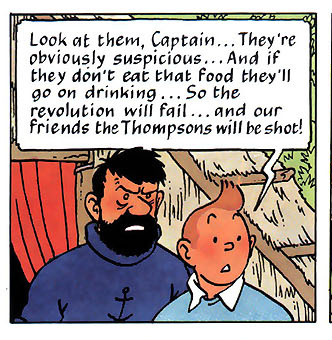 Look at them, Captain... They're
obviously suspicious... And if
they don't eat that food they'll
go on drinking... So the
revolution will fail... and our
friends the Thompsons will be shot!